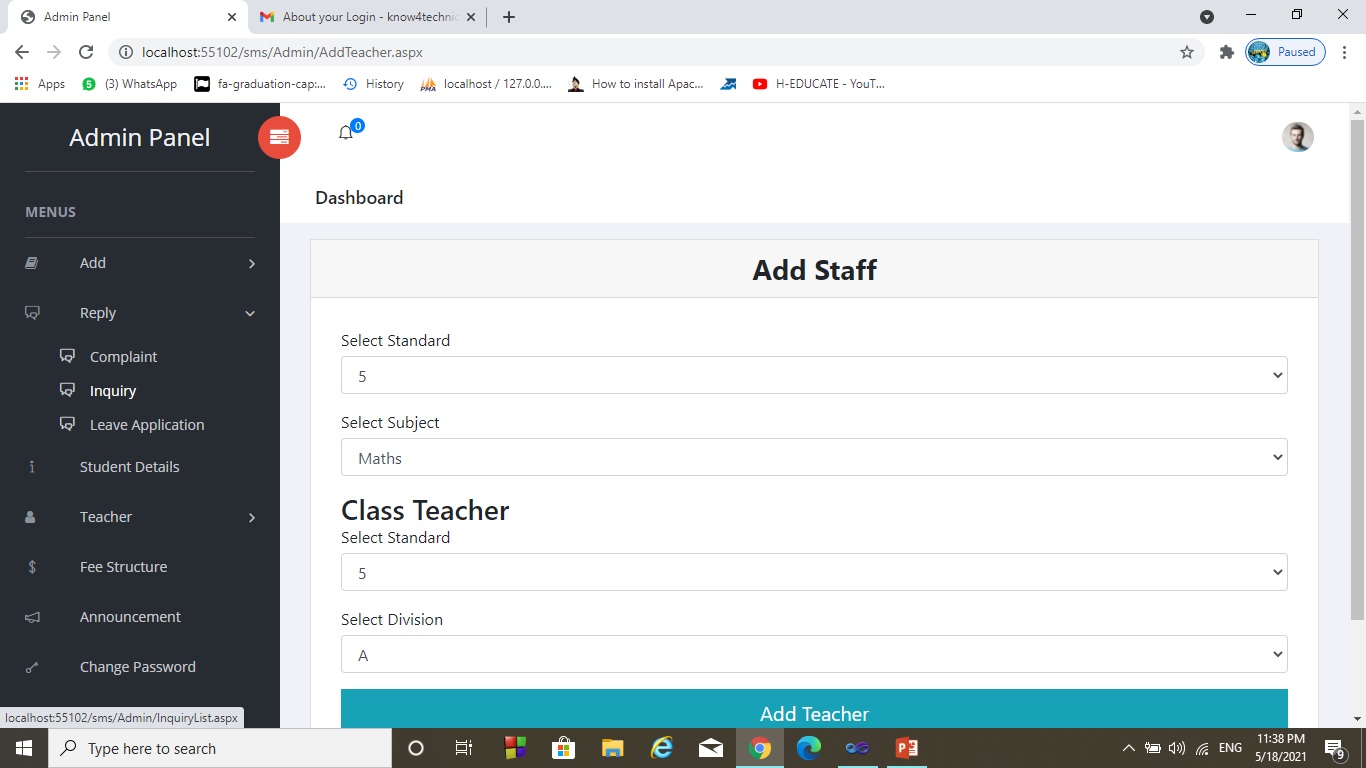 Admin Panel
About your Login - know4technic
localhost:55102/sms/Admin/AddTeacher.aspx
Paused
Apps
5
(3) WhatsApp
fa-graduation-cap:...
History
PMA
localhost / 127.0.0....
How to install Apac...
H-EDUCATE - YouT...
Admin Panel
0
Dashboard
MENUS
Add
Reply
Complaint
Inquiry
Leave Application
Student Details
Teacher
Fee Structure
Announcement
Change Password
Add Staff
Select Standard
5
Select Subject
Maths
Class Teacher
Select Standard
5
Select Division
A
Add Teacher
localhost:55102/sms/Admin/InquiryList.aspx
Type here to search
ENG
11:38 PM
5/18/2021
9